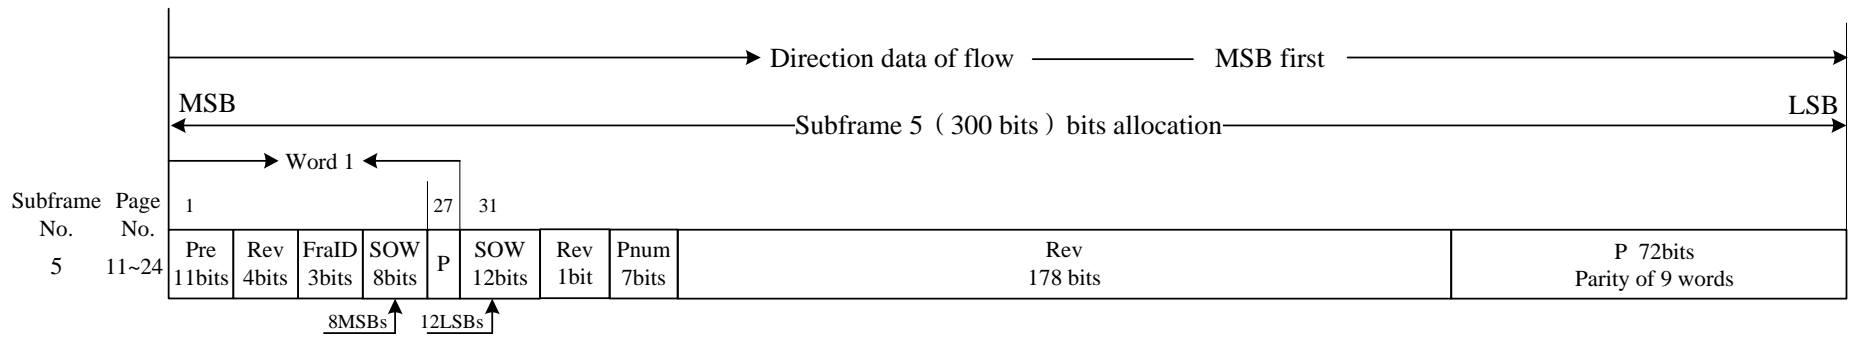 Direction data of flow MSB first
MSB LSB
Subframe 5（300 bits）bits allocation
Word 1
Subframe Page 1 27 31
No. No.
5 11~24 Pre Rev FraID SOW P SOW Rev Pnum Rev P 72bits
11bits 4bits 3bits 8bits 12bits 1bit 7bits 178 bits Parity of 9 words
8MSBs 12LSBs